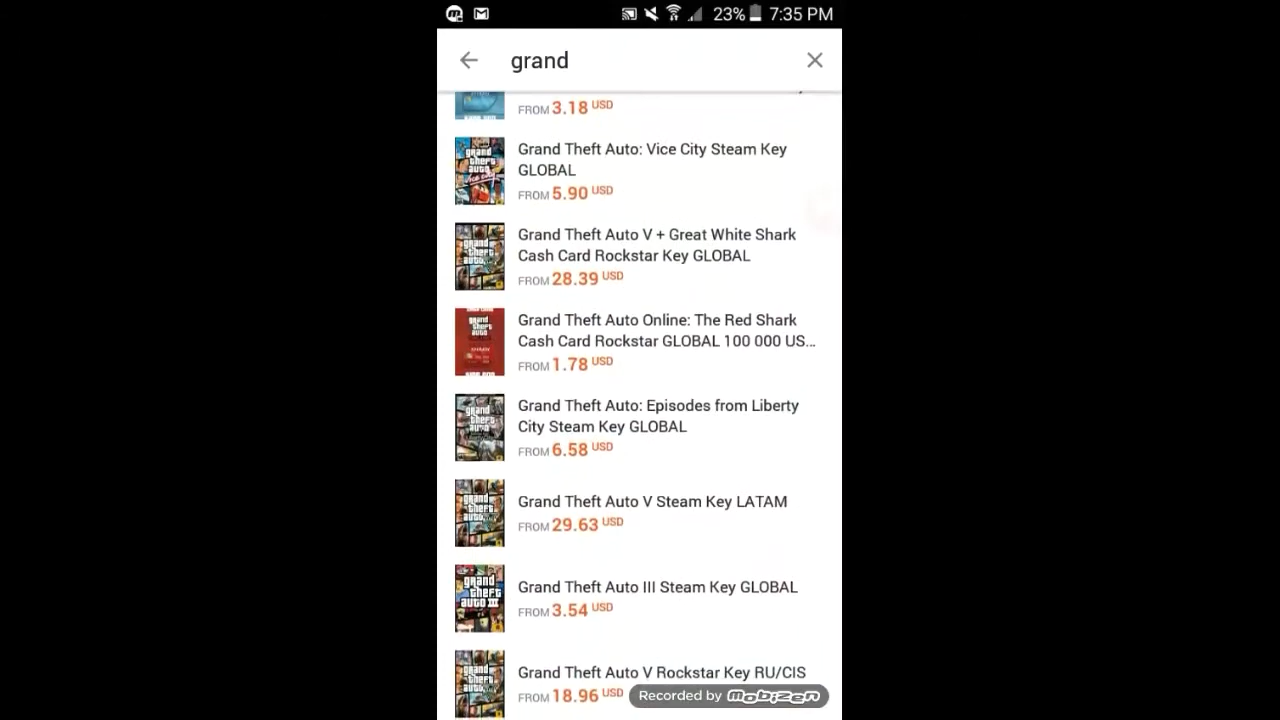 23% 7:35 PM
grand
FROM 3.18 USD
Grand Theft Auto: Vice City Steam Key
GLOBAL
FROM 5.90 USD
Grand Theft Auto V + Great White Shark
Cash Card Rockstar Key GLOBAL
FROM 28.39 USD
Grand Theft Auto Online: The Red Shark
Cash Card Rockstar GLOBAL 100 000 US...
FROM 1.78 USD
Grand Theft Auto: Episodes from Liberty
City Steam Key GLOBAL
FROM 6.58 USD
Grand Theft Auto V Steam Key LATAM
FROM 29.63 USD
Grand Theft Auto III Steam Key GLOBAL
FROM 3.54 USD
Grand Theft Auto V Rockstar Key RU/CIS
FROM 18.96 USD
Recorded by Mobizen